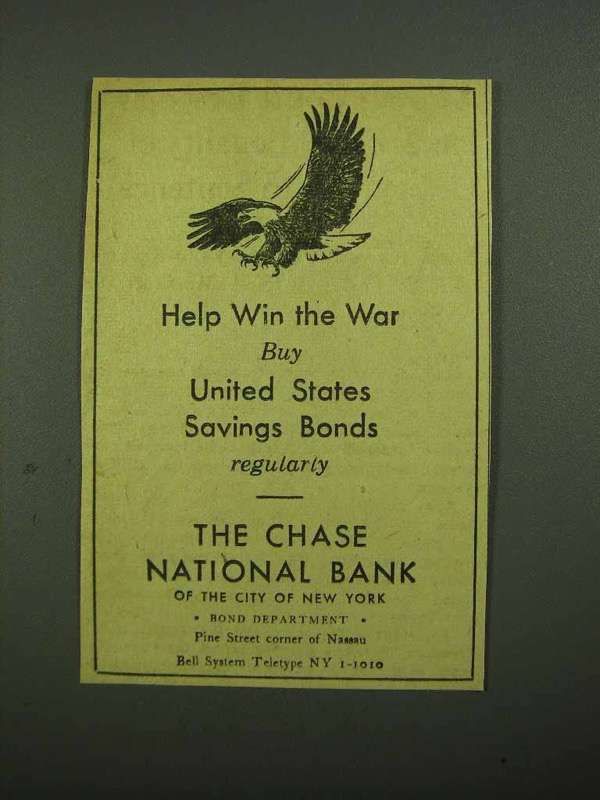 Help Win the War
Buy
United States
Savings Bonds
regularly
THE CHASE
NATIONAL BANK
OF THE CITY OF NEW YORK
• BOND DEPARTMENT •
Pine Street corner of Nassau
Bell System Teletype NY 1-1010